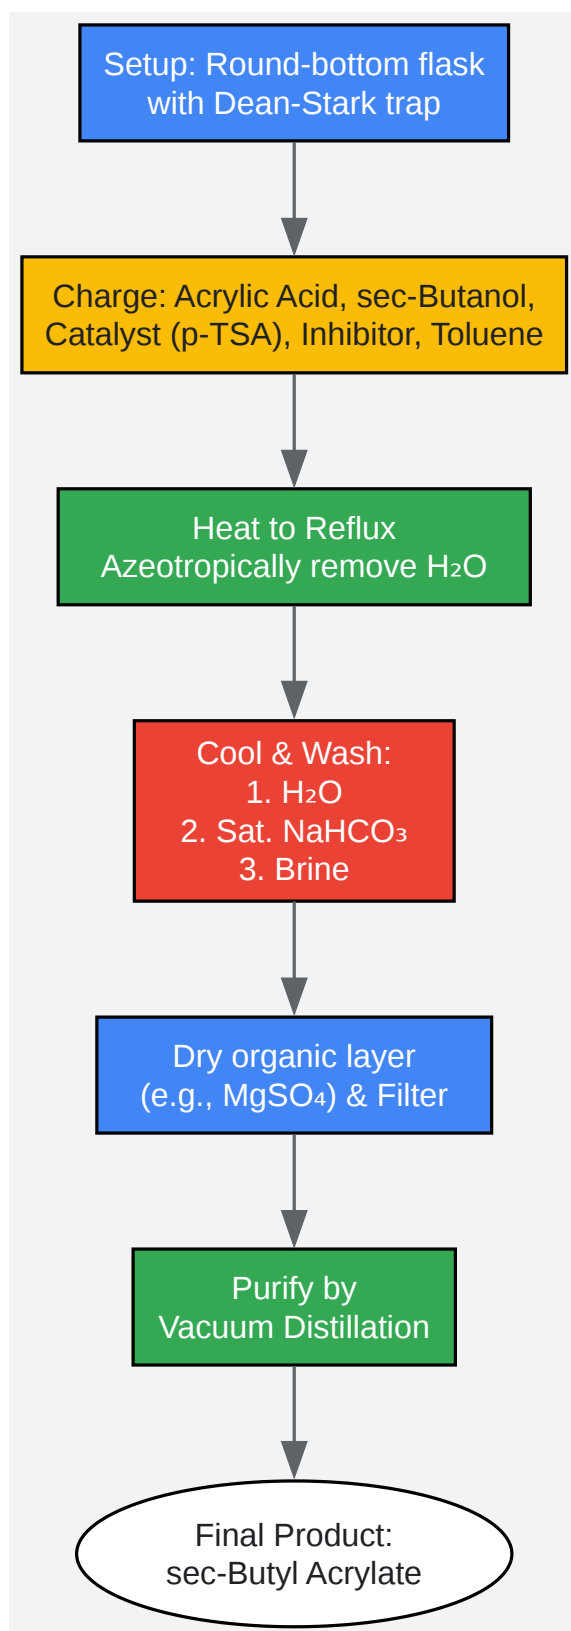 Setup: Round-bottom flask
with Dean-Stark trap
Charge: Acrylic Acid, sec-Butanol,
Catalyst (p-TSA), Inhibitor, Toluene
Heat to Reflux
Azeotropically remove H₂O
Cool & Wash:
1. H₂O
2. Sat. NaHCO₃
3. Brine
Dry organic layer
(e.g., MgSO₄) & Filter
Purify by
Vacuum Distillation
Final Product:
sec-Butyl Acrylate